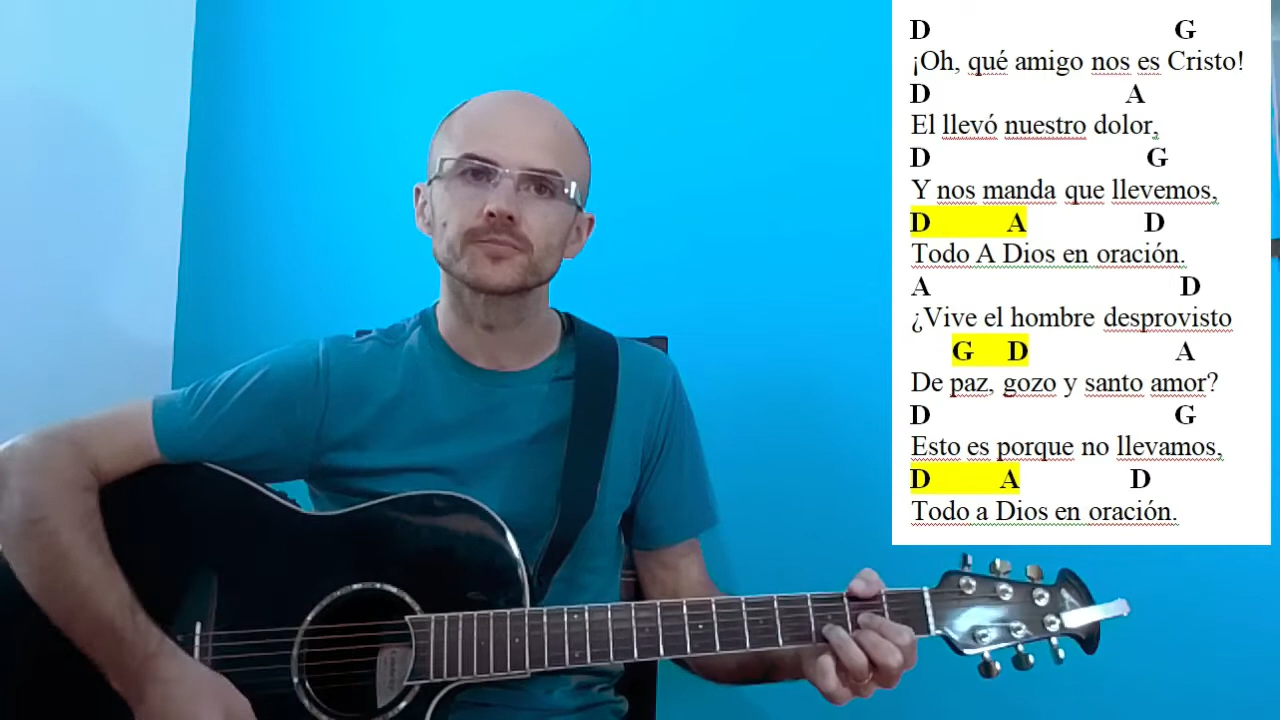 D G
¡Oh, qué amigo nos es Cristo!
D A
El llevó nuestro dolor,
D G
Y nos manda que llevemos,
D A D
Todo A Dios en oración.
A D
¿Vive el hombre desprovisto
G D A
De paz, gozo y santo amor?
D G
Esto es porque no llevamos,
D A D
Todo a Dios en oración.